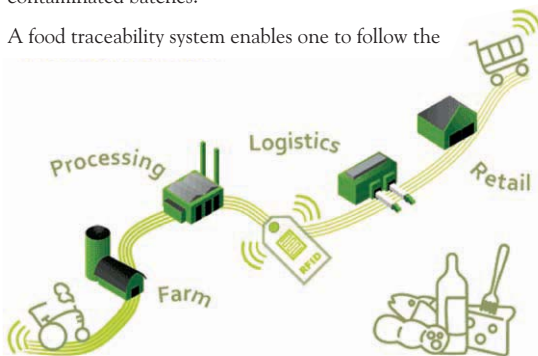 contaminated batches.
A food traceability system enables one to follow the
Processing
Logistics
Retail
RFID
Farm